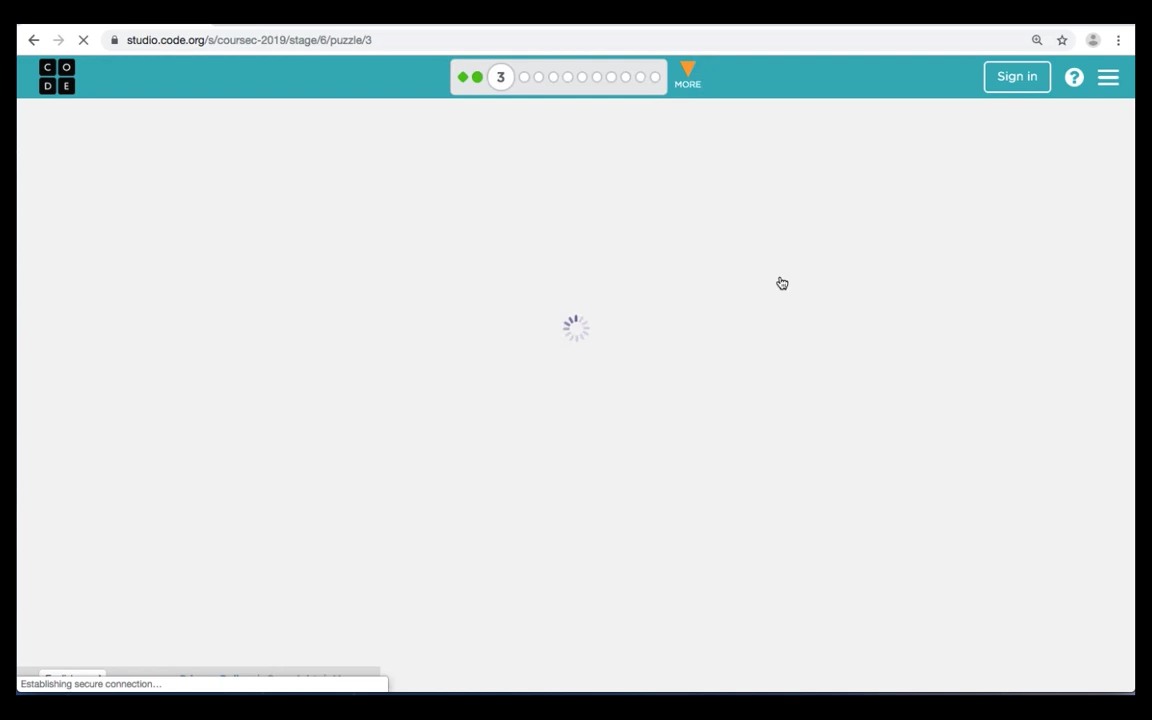 studio.code.org/s/coursec-2019/stage/6/puzzle/3
C O
D E
3
MORE
Sign in
?
Establishing secure connection...